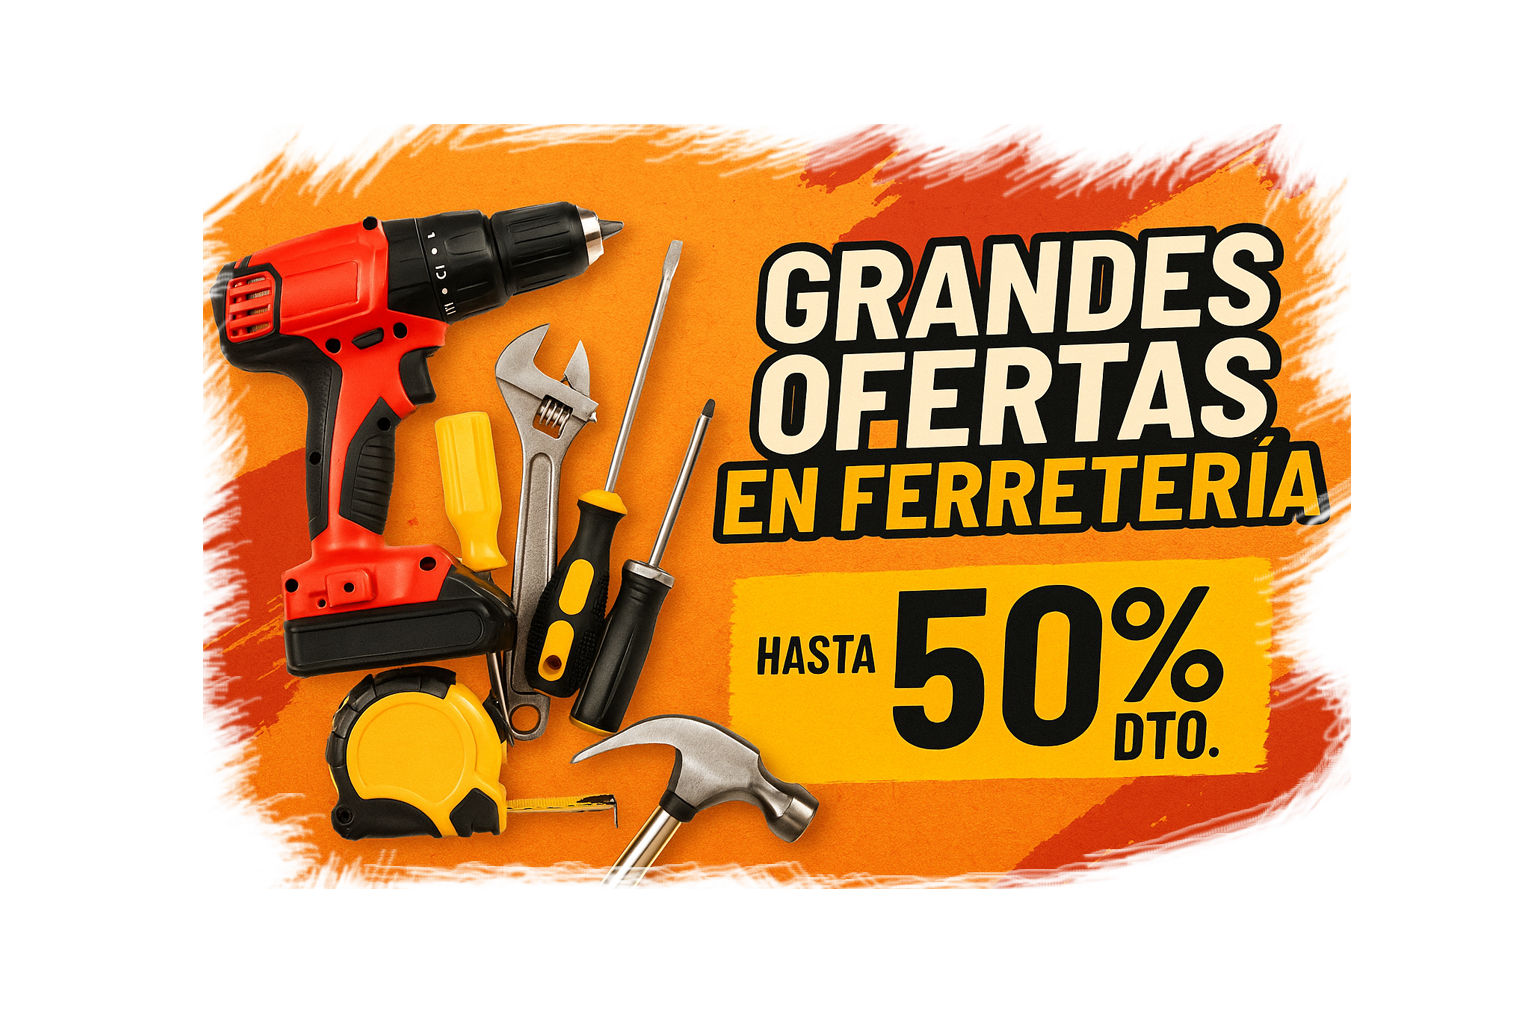 GRANDES
OFERTAS
EN FERRETERÍA
HASTA 50%
DTO.